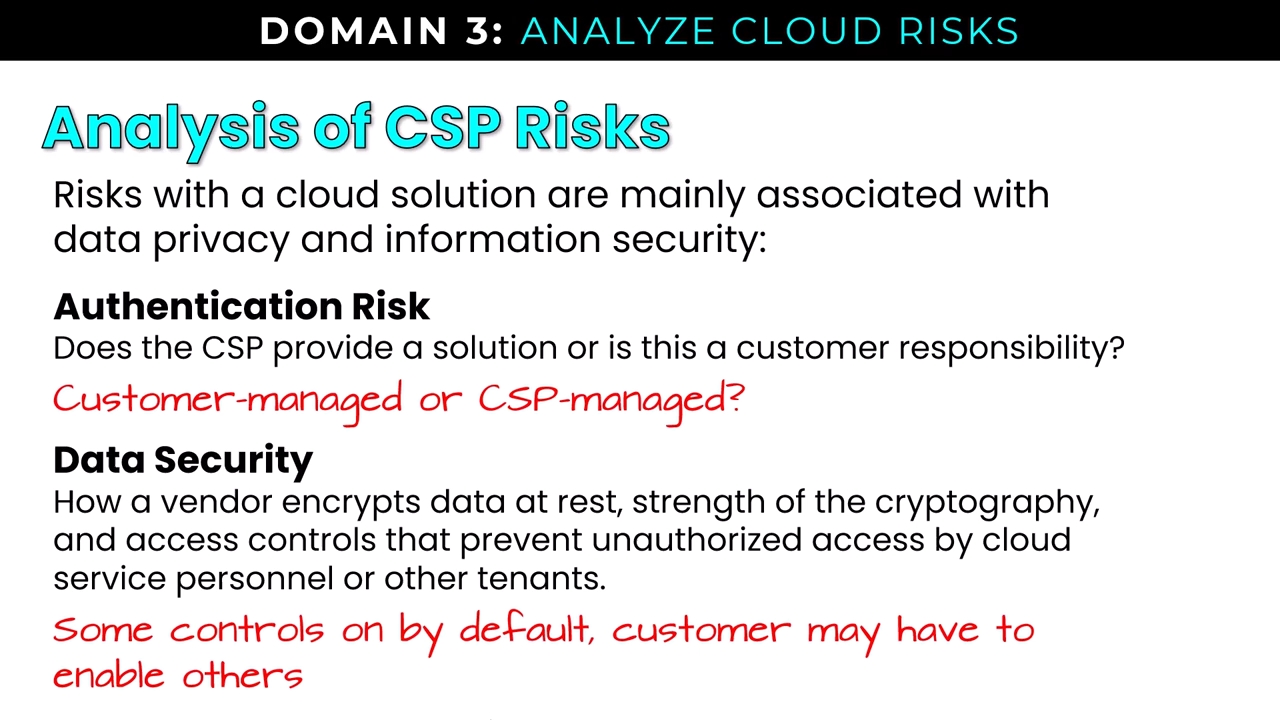 DOMAIN 3: ANALYZE CLOUD RISKS
Analysis of CSP Risks
Risks with a cloud solution are mainly associated with
data privacy and information security:
Authentication Risk
Does the CSP provide a solution or is this a customer responsibility?
Customer-managed or CSP-managed?
Data Security
How a vendor encrypts data at rest, strength of the cryptography,
and access controls that prevent unauthorized access by cloud
service personnel or other tenants.
Some controls on by default, customer may have to
enable others